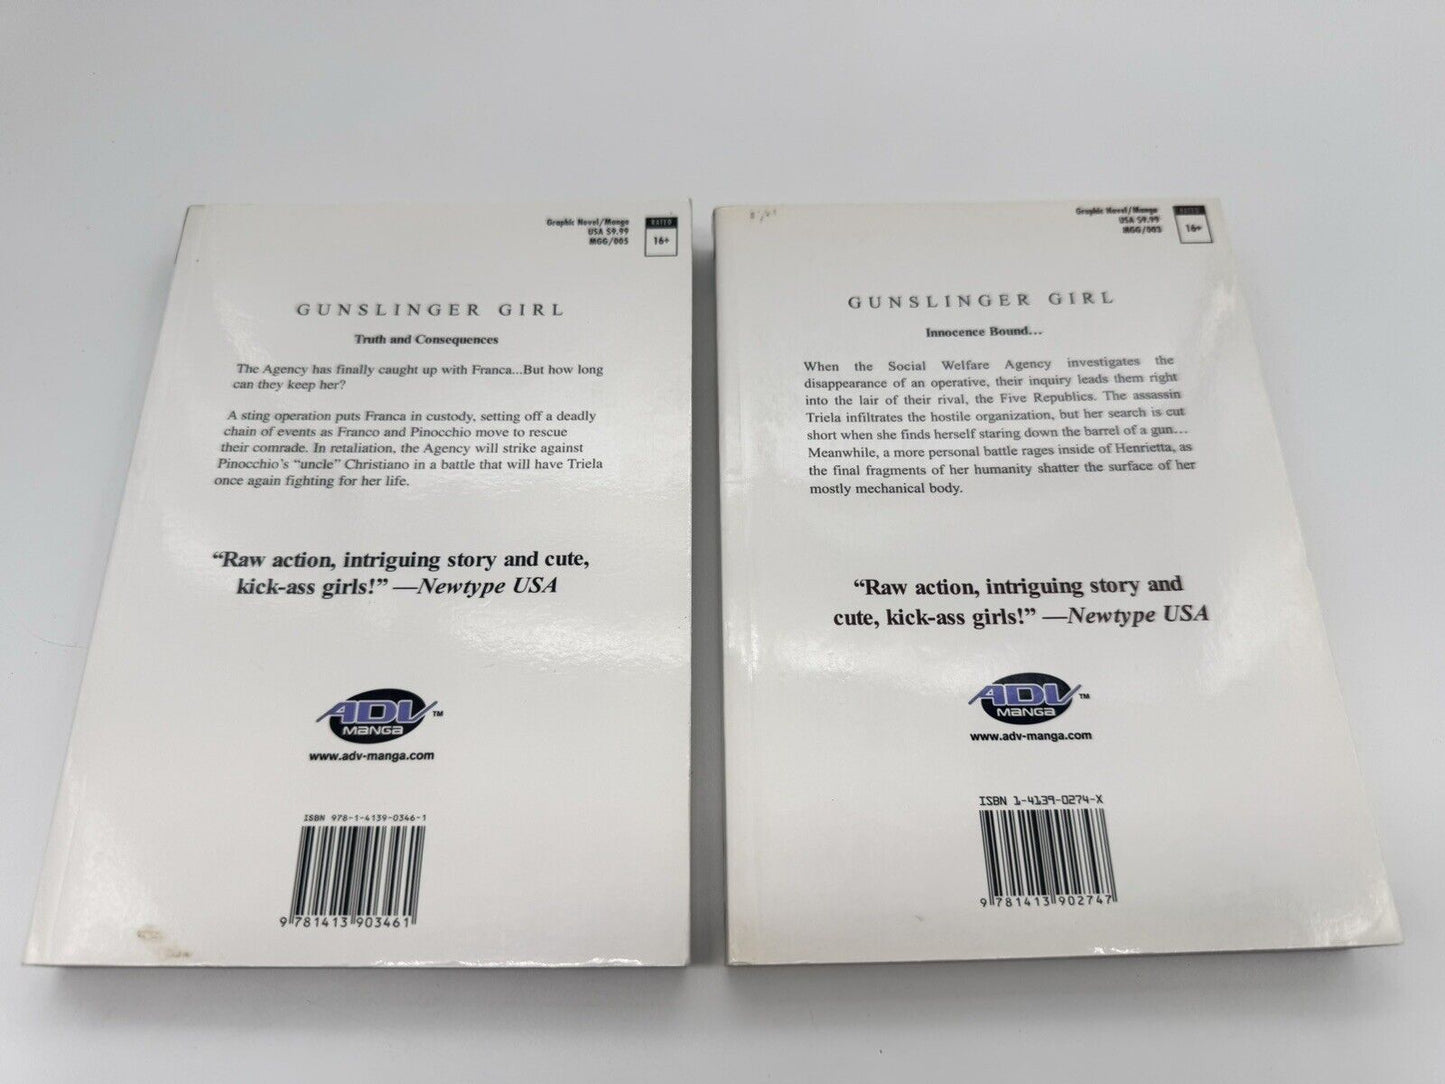 Graphic Novel/Manga
USA $9.99
MGG/005
RATED
16+
GUNSLINGER GIRL
Truth and Consequences
The Agency has finally caught up with Franca...But how long
can they keep her?
A sting operation puts Franca in custody, setting off a deadly
chain of events as Franco and Pinocchio move to rescue
their comrade. In retaliation, the Agency will strike against
Pinocchio's "uncle" Christiano in a battle that will have Triela
once again fighting for her life.
“Raw action, intriguing story and cute,
kick-ass girls!” —Newtype USA
ADV
MANGA
™
www.adv-manga.com
ISBN 978-1-4139-0346-1
9 781413 903461
Graphic Novel/Manga
USA $9.99
MGG/003
RATED
16+
GUNSLINGER GIRL
Innocence Bound...
When the Social Welfare Agency investigates the
disappearance of an operative, their inquiry leads them right
into the lair of their rival, the Five Republics. The assassin
Triela infiltrates the hostile organization, but her search is cut
short when she finds herself staring down the barrel of a gun...
Meanwhile, a more personal battle rages inside of Henrietta, as
the final fragments of her humanity shatter the surface of her
mostly mechanical body.
“Raw action, intriguing story and
cute, kick-ass girls!” —Newtype USA
ADV
MANGA
™
www.adv-manga.com
ISBN 1-4139-0274-X
9 781413 902747